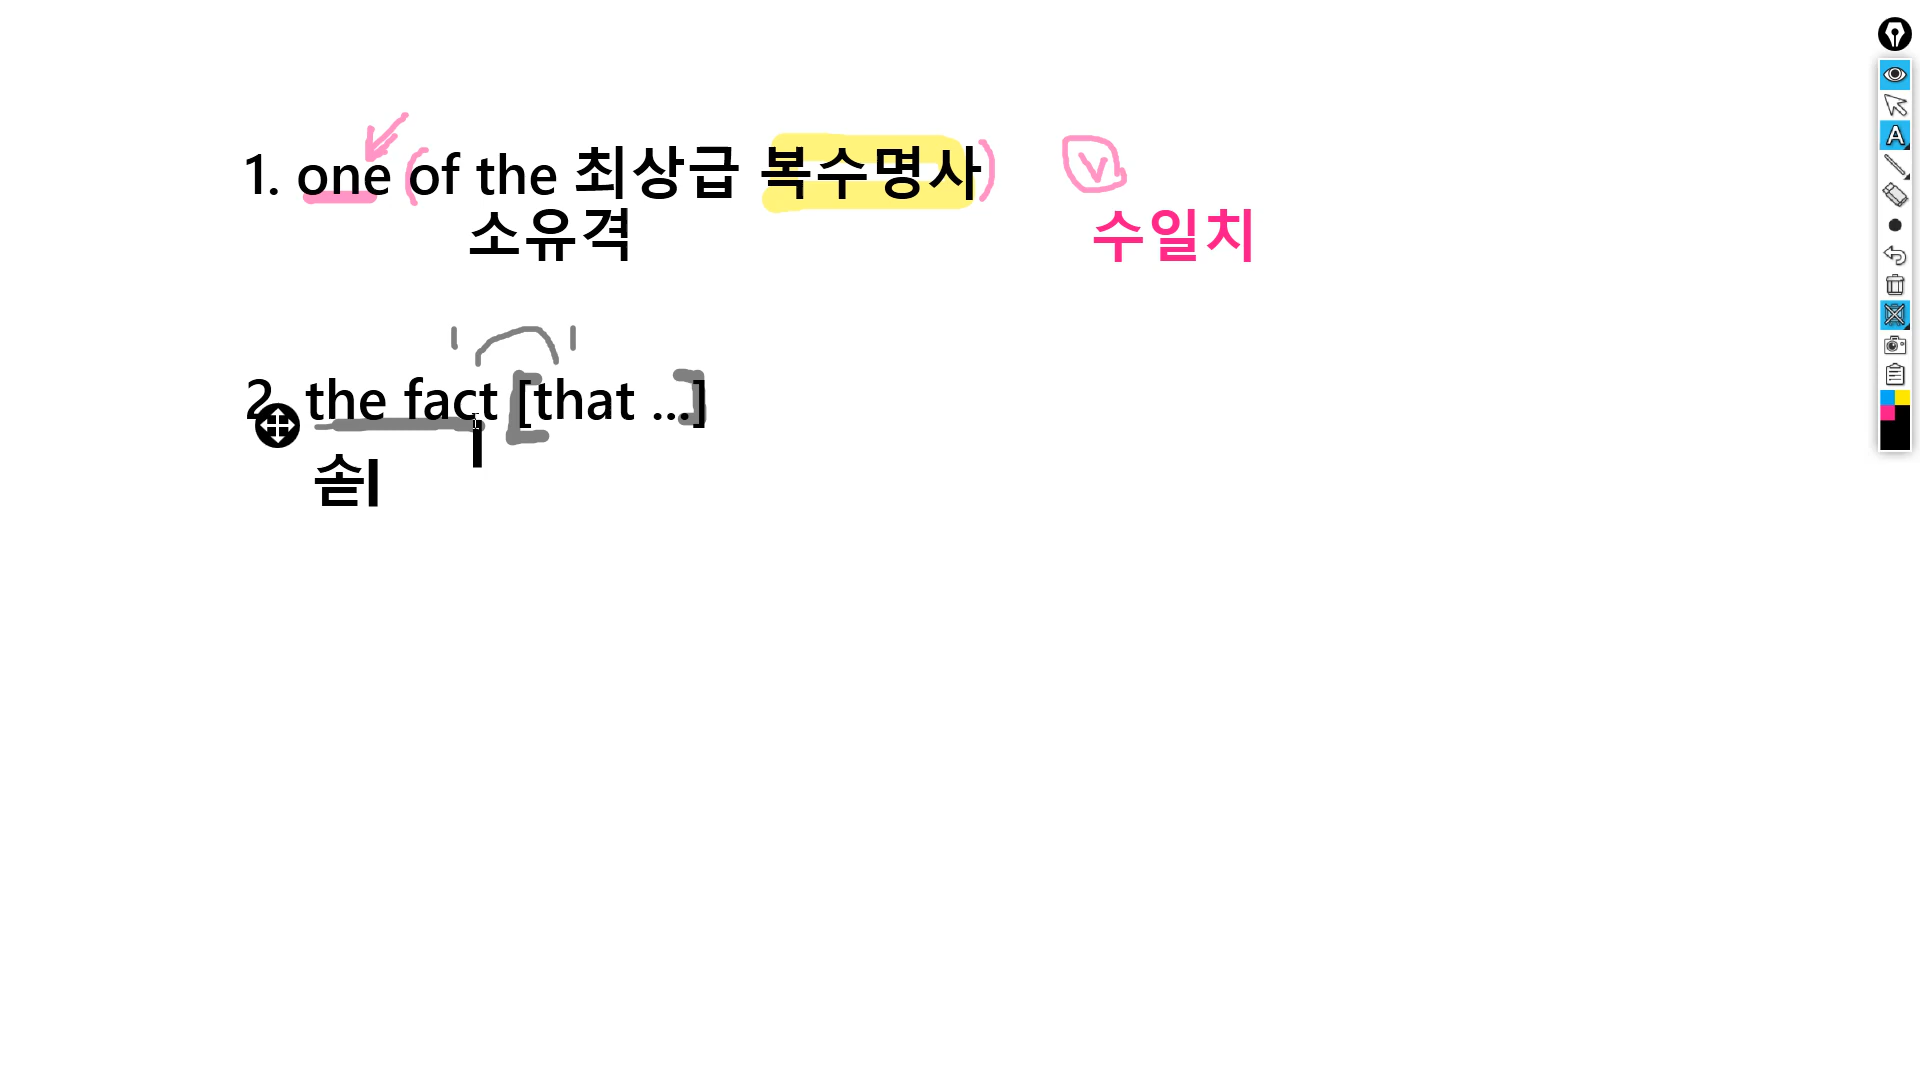 1. one (of the 최상급 복수명사) v
소유격 수일치
2. the fact [that ...]
솓